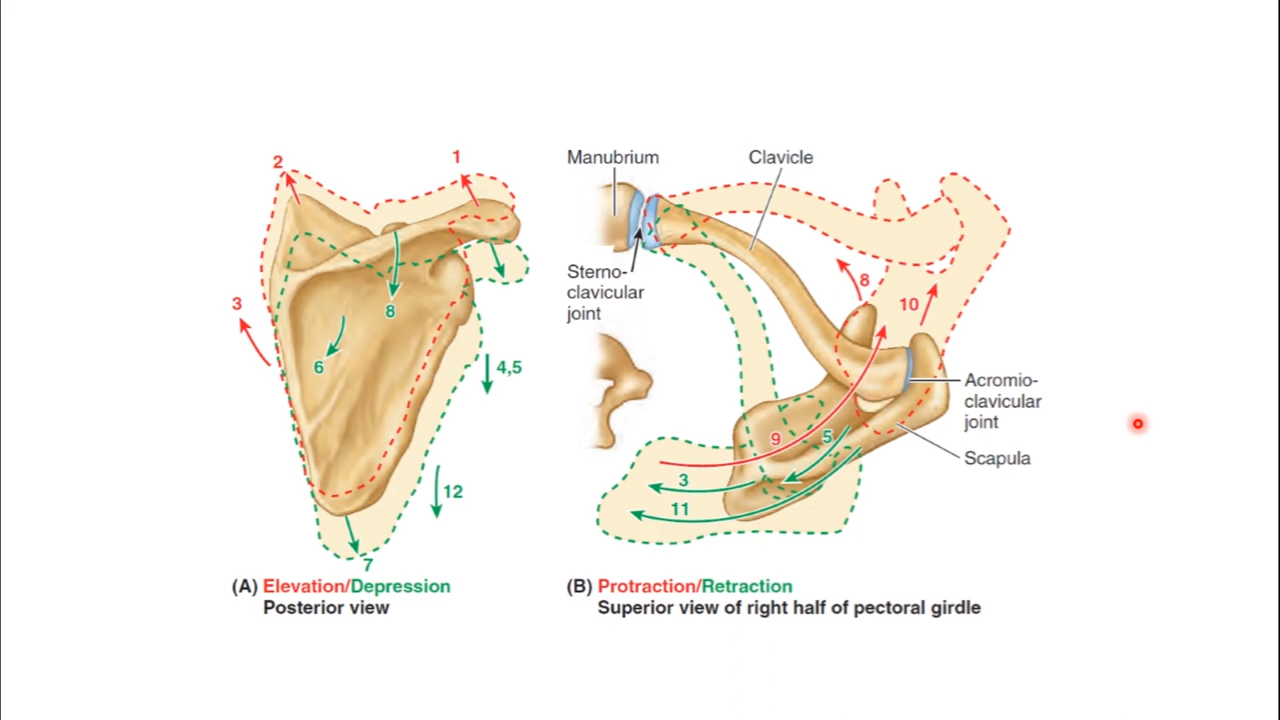 2
1
3
8
6
4,5
12
7
(A) Elevation/Depression
Posterior view
Manubrium
Clavicle
Sterno-
clavicular
joint
8
10
Acromio-
clavicular
joint
Scapula
9
5
3
11
(B) Protraction/Retraction
Superior view of right half of pectoral girdle